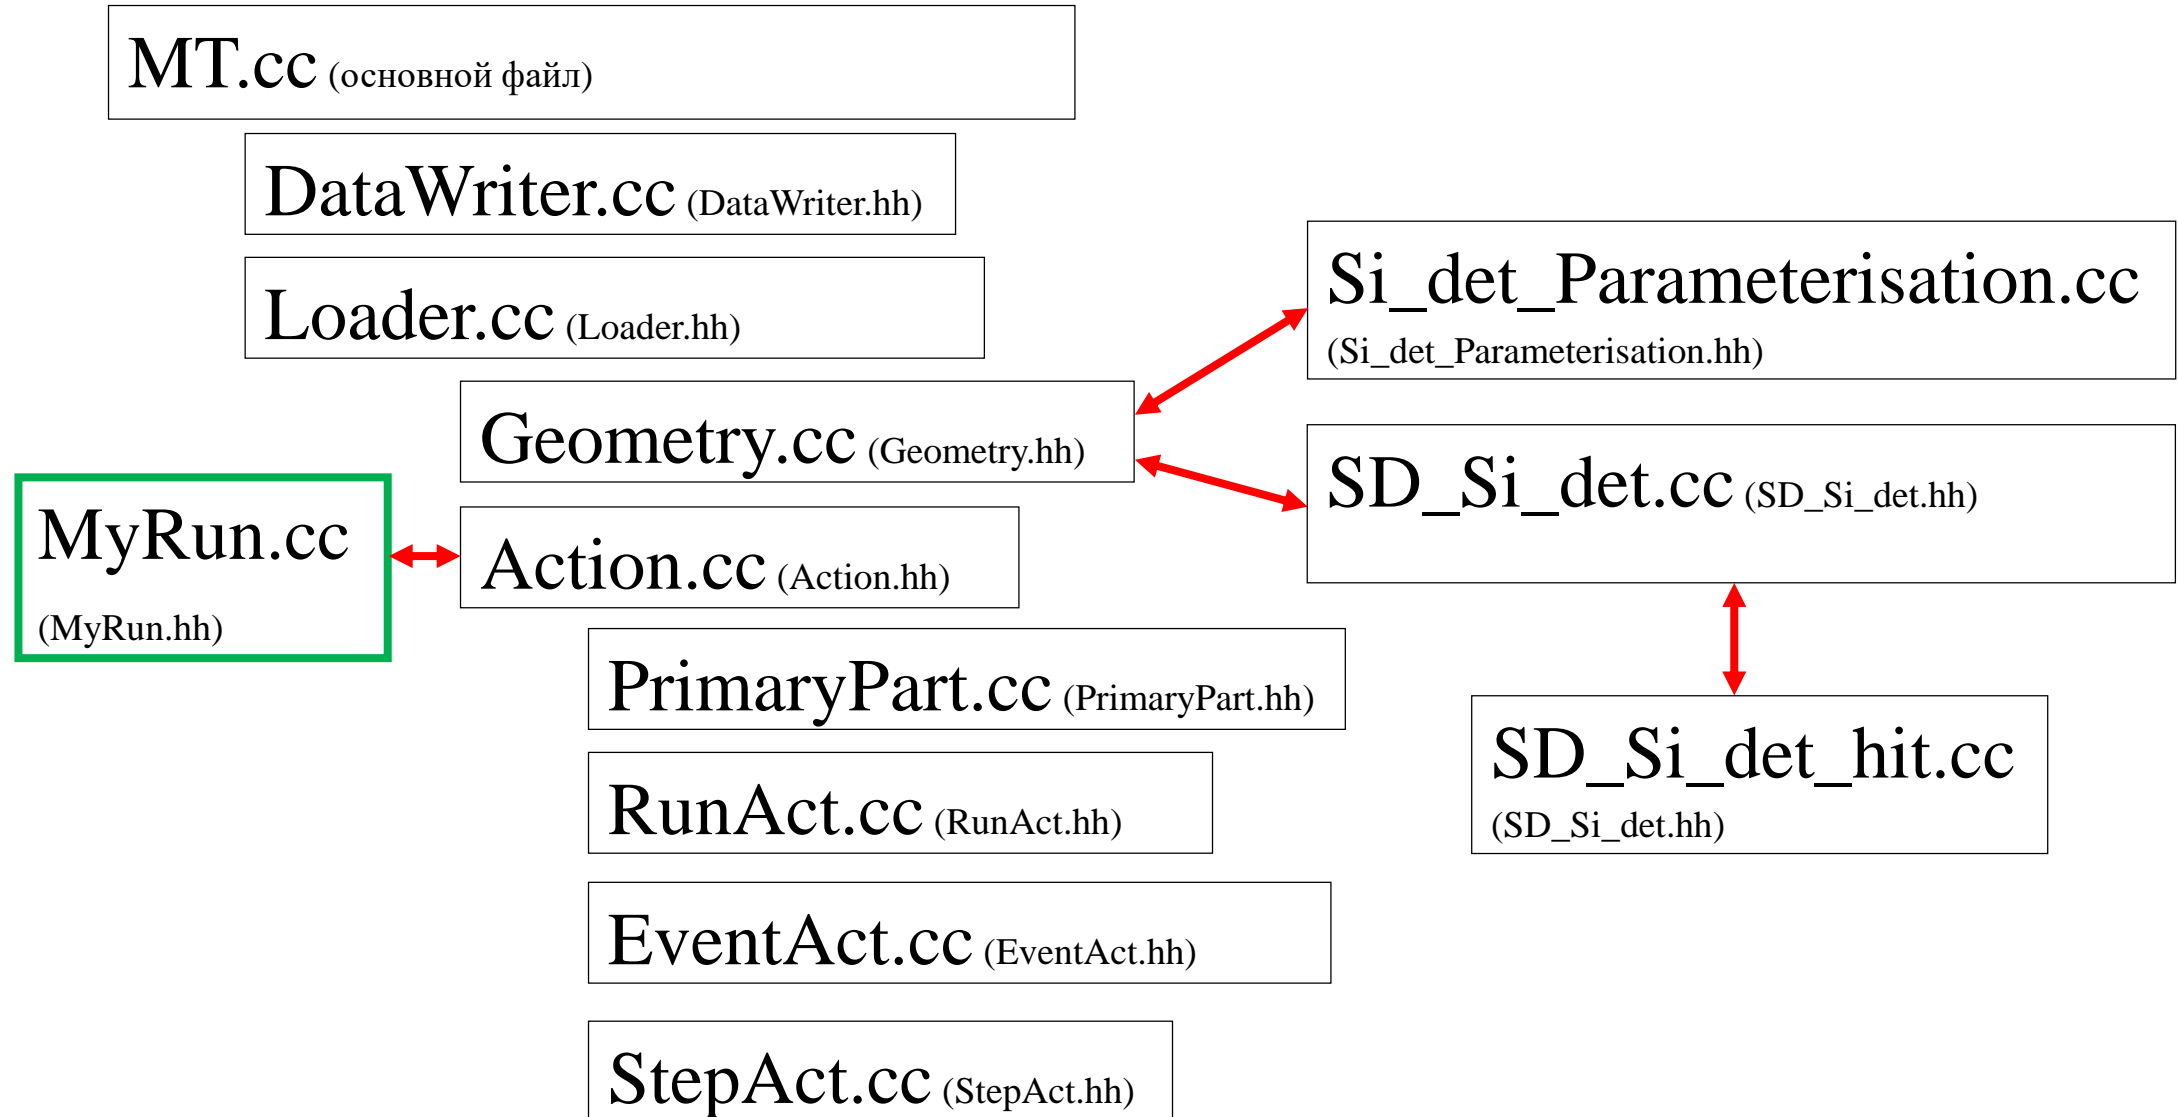 MT.cc (основной файл)
DataWriter.cc (DataWriter.hh)
Loader.cc (Loader.hh)
Si_det_Parameterisation.cc
(Si_det_Parameterisation.hh)
Geometry.cc (Geometry.hh)
SD_Si_det.cc (SD_Si_det.hh)
MyRun.cc
(MyRun.hh)
Action.cc (Action.hh)
PrimaryPart.cc (PrimaryPart.hh)
SD_Si_det_hit.cc
(SD_Si_det.hh)
RunAct.cc (RunAct.hh)
EventAct.cc (EventAct.hh)
StepAct.cc (StepAct.hh)